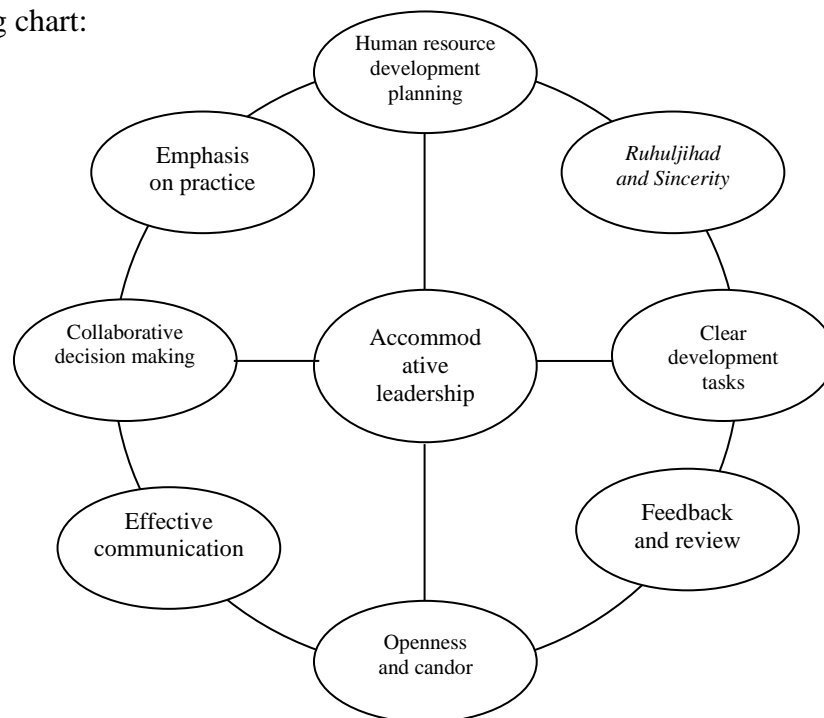 g chart:
Human resource
development
planning
Emphasis
on practice
Ruhuljihad
and Sincerity
Collaborative
decision making
Accommod
ative
leadership
Clear
development
tasks
Effective
communication
Feedback
and review
Openness
and candor